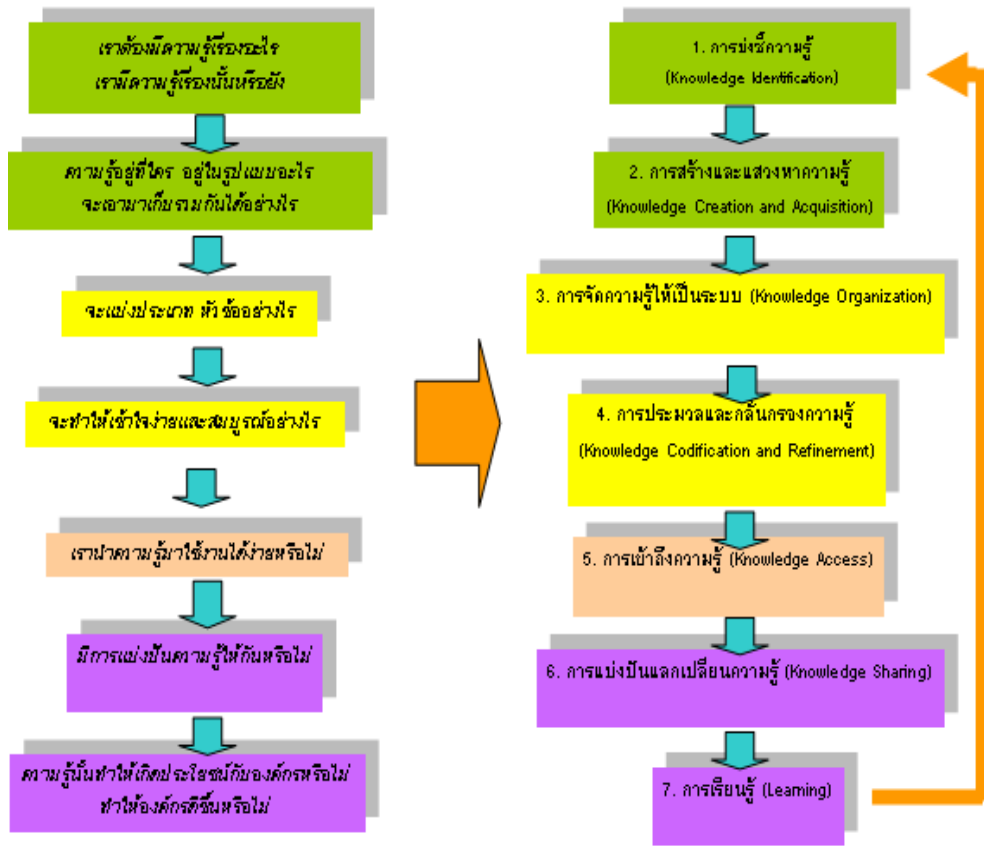 เราต้องมีความรู้เรื่องอะไร
เรามีความรู้เรื่องนั้นหรือยัง
ความรู้อยู่ที่ใคร อยู่ในรูปแบบอะไร
จะเอามาเก็บรวมกันได้อย่างไร
จะแบ่งประเภท หัวข้ออย่างไร
จะทำให้เข้าใจง่ายและสมบูรณ์อย่างไร
เรานำความรู้มาใช้งานได้ง่ายหรือไม่
มีการแบ่งปันความรู้ให้กันหรือไม่
ความรู้นั้นทำให้เกิดประโยชน์กับองค์กรหรือไม่
ทำให้องค์กรดีขึ้นหรือไม่
1. การบ่งชี้ความรู้
(Knowledge Identification)
2. การสร้างและแสวงหาความรู้
(Knowledge Creation and Acquisition)
3. การจัดความรู้ให้เป็นระบบ (Knowledge Organization)
4. การประมวลและกลั่นกรองความรู้
(Knowledge Codification and Refinement)
5. การเข้าถึงความรู้ (Knowledge Access)
6. การแบ่งปันแลกเปลี่ยนความรู้ (Knowledge Sharing)
7. การเรียนรู้ (Learning)